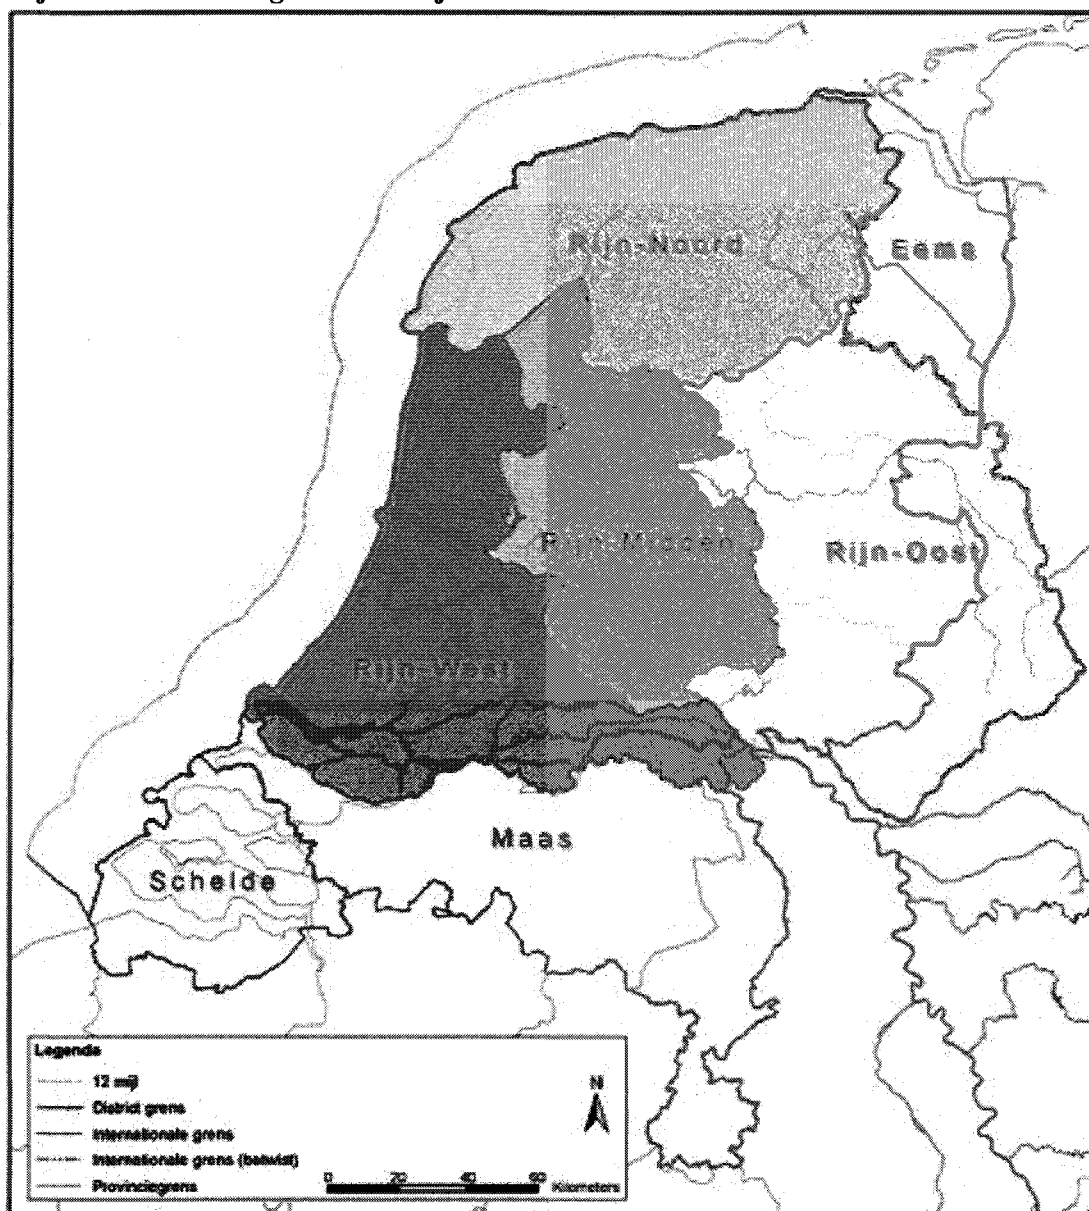 Rijn-Noord
Eems
Rijn-Midden
Rijn-Oost
Rijn-West
Maas
Schelde
Legenda
12 mijl
District grens
Internationale grens
Internationale grens (betwist)
Provinciegrens
N
0 20 40 60 Kilometers